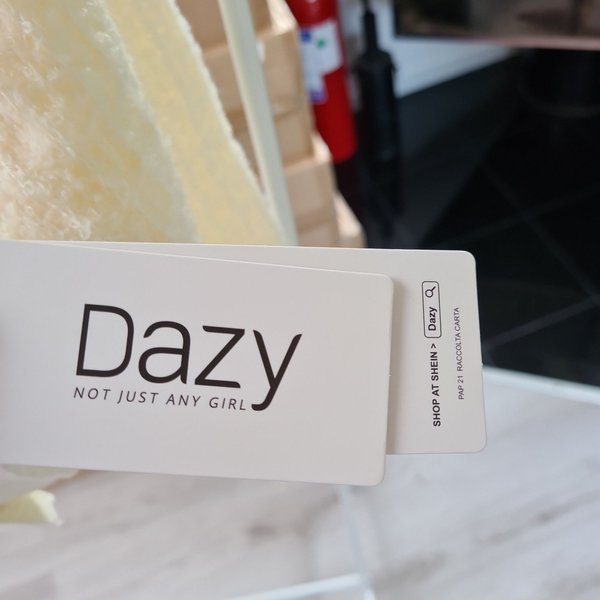 Dazy
NOT JUST ANY GIRL
SHOP AT SHEIN > Dazy
PAP 21 RACCOLTA CARTA